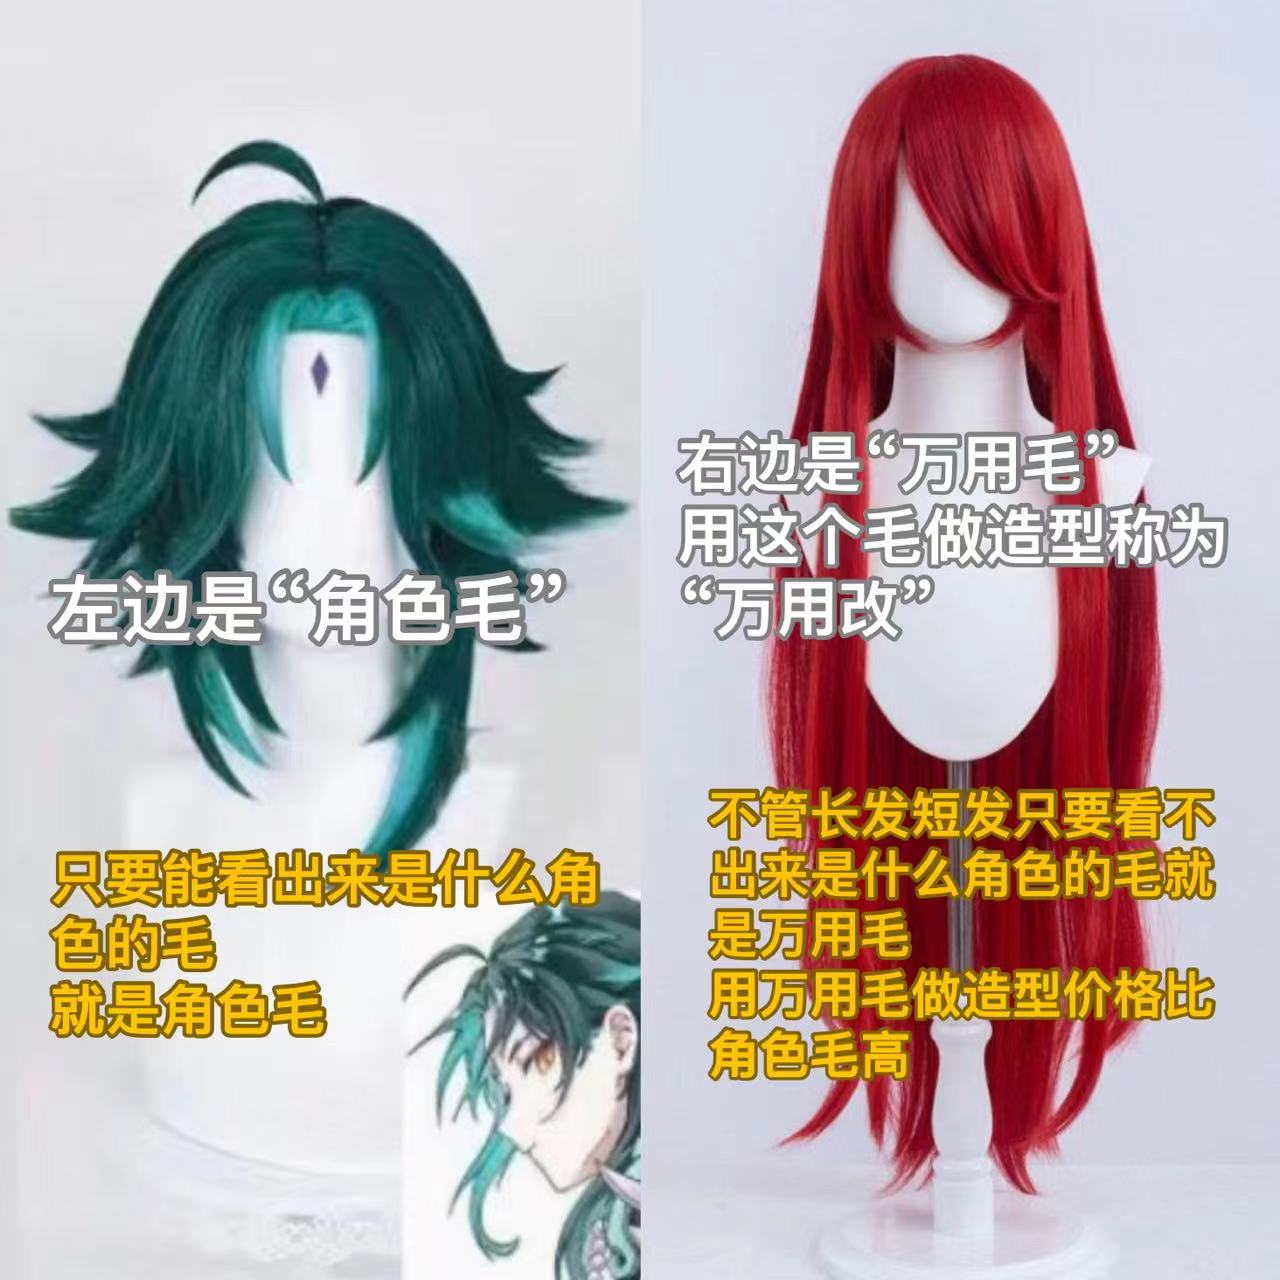 左边是“角色毛”
只要能看出来是什么角
色的毛
就是角色毛
右边是“万用毛”
用这个毛做造型称为
“万用改”
不管长发短发只要看不
出来是什么角色的毛就
是万用毛
用万用毛做造型价格比
角色毛高